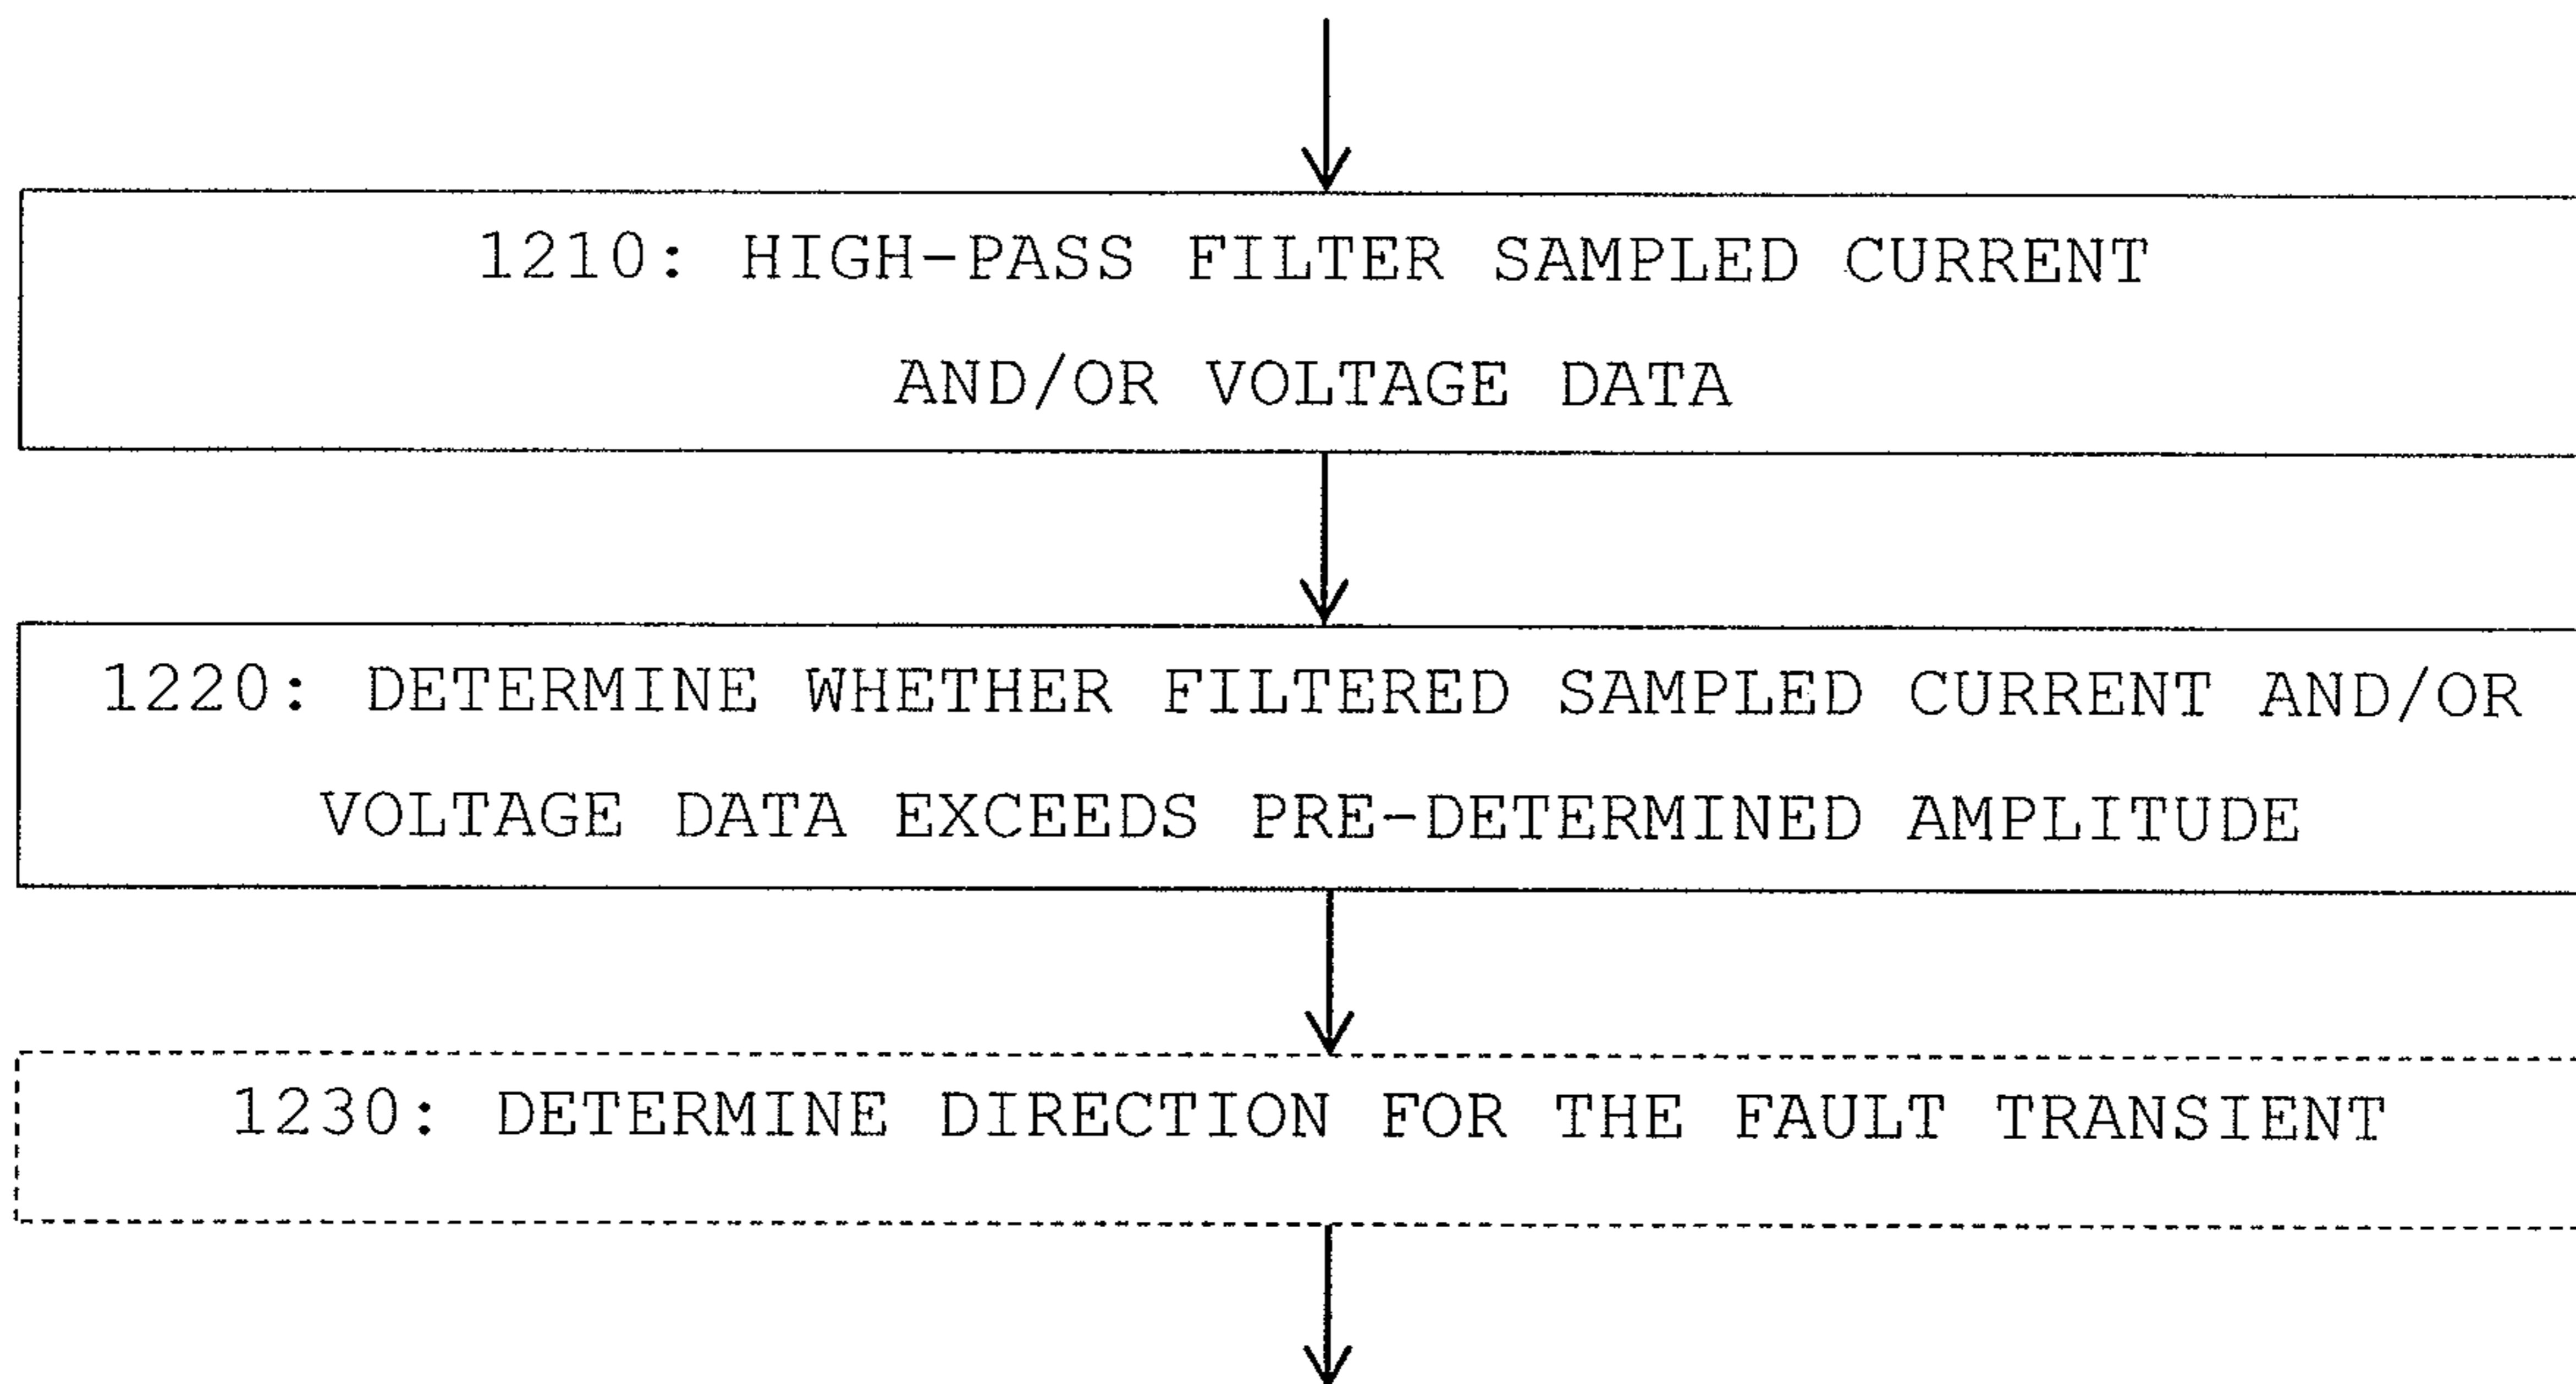 1210: HIGH-PASS FILTER SAMPLED CURRENT
AND/OR VOLTAGE DATA
1220: DETERMINE WHETHER FILTERED SAMPLED CURRENT AND/OR
VOLTAGE DATA EXCEEDS PRE-DETERMINED AMPLITUDE
1230: DETERMINE DIRECTION FOR THE FAULT TRANSIENT